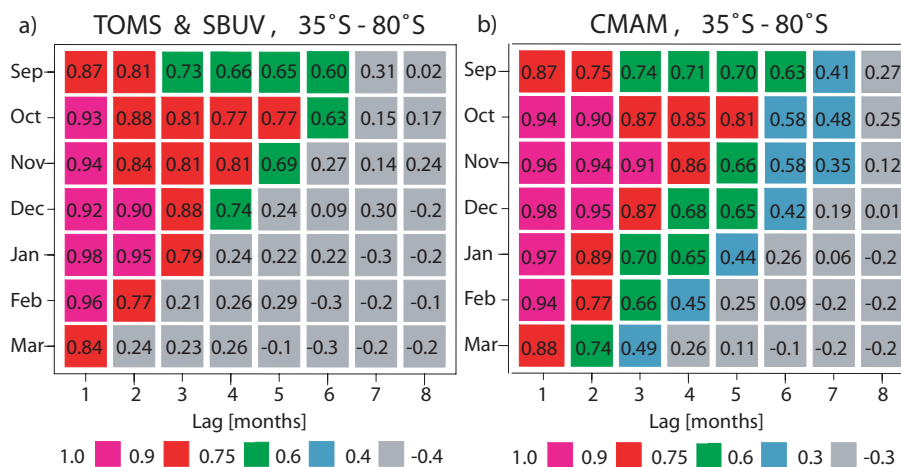 a) TOMS & SBUV, 35°S - 80°S
Sep 0.87 0.81 0.73 0.66 0.65 0.60 0.31 0.02
Oct 0.93 0.88 0.81 0.77 0.77 0.63 0.15 0.17
Nov 0.94 0.84 0.81 0.81 0.69 0.27 0.14 0.24
Dec 0.92 0.90 0.88 0.74 0.24 0.09 0.30 -0.2
Jan 0.98 0.95 0.79 0.24 0.22 0.22 -0.3 -0.2
Feb 0.96 0.77 0.21 0.26 0.29 -0.3 -0.2 -0.1
Mar 0.84 0.24 0.23 0.26 -0.1 -0.3 -0.2 -0.2
1 2 3 4 5 6 7 8
Lag [months]
1.0 0.9 0.75 0.6 0.4 -0.4
b) CMAM, 35°S - 80°S
Sep 0.87 0.75 0.74 0.71 0.70 0.63 0.41 0.27
Oct 0.94 0.90 0.87 0.85 0.81 0.58 0.48 0.25
Nov 0.96 0.94 0.91 0.86 0.66 0.58 0.35 0.12
Dec 0.98 0.95 0.87 0.68 0.65 0.42 0.19 0.01
Jan 0.97 0.89 0.70 0.65 0.44 0.26 0.06 -0.2
Feb 0.94 0.77 0.66 0.45 0.25 0.09 -0.2 -0.2
Mar 0.88 0.74 0.49 0.26 0.11 -0.1 -0.2 -0.2
1 2 3 4 5 6 7 8
Lag [months]
1.0 0.9 0.75 0.6 0.3 -0.3